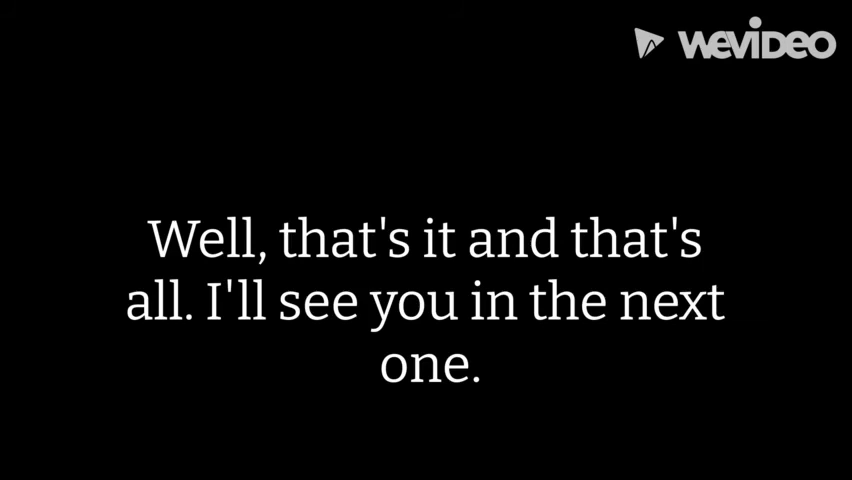 WEVIDEO
Well, that's it and that's
all. I'll see you in the next
one.